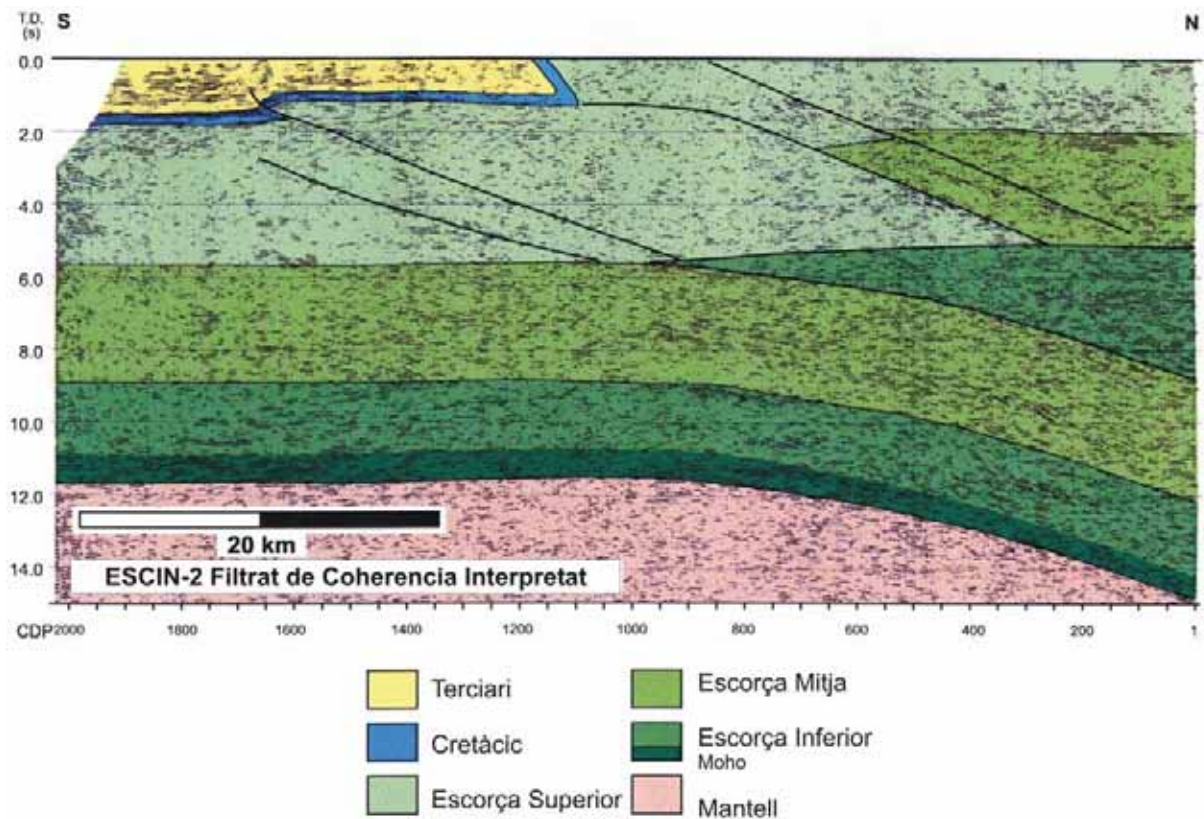 T.D.
(s)
S
N
0.0
2.0
4.0
6.0
8.0
10.0
12.0
14.0
20 km
ESCIN-2 Filtrat de Coherencia Interpretat
CDP 2000 1800 1600 1400 1200 1000 800 600 400 200 1
Terciari
Cretàcic
Escorça Superior
Escorça Mitja
Escorça Inferior
Moho
Mantell